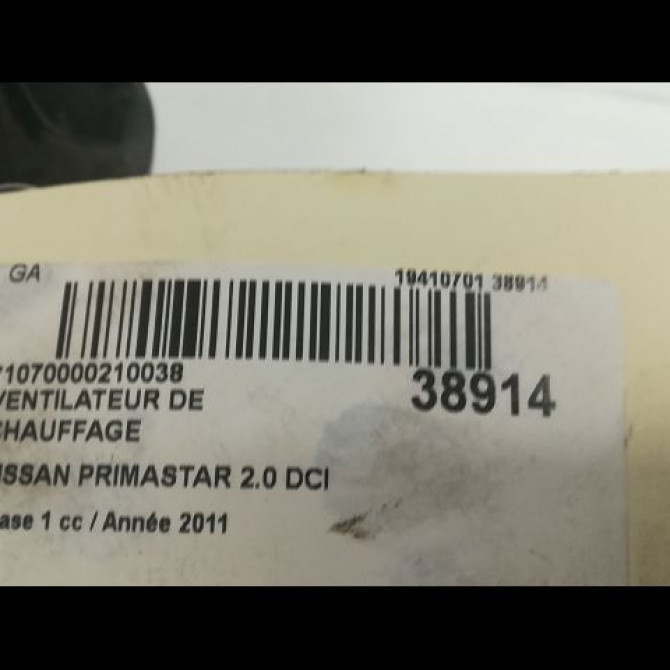 GA
19410701 38914
71070000210038
38914
VENTILATEUR DE
CHAUFFAGE
ISSAN PRIMASTAR 2.0 DCI
ase 1 cc / Année 2011